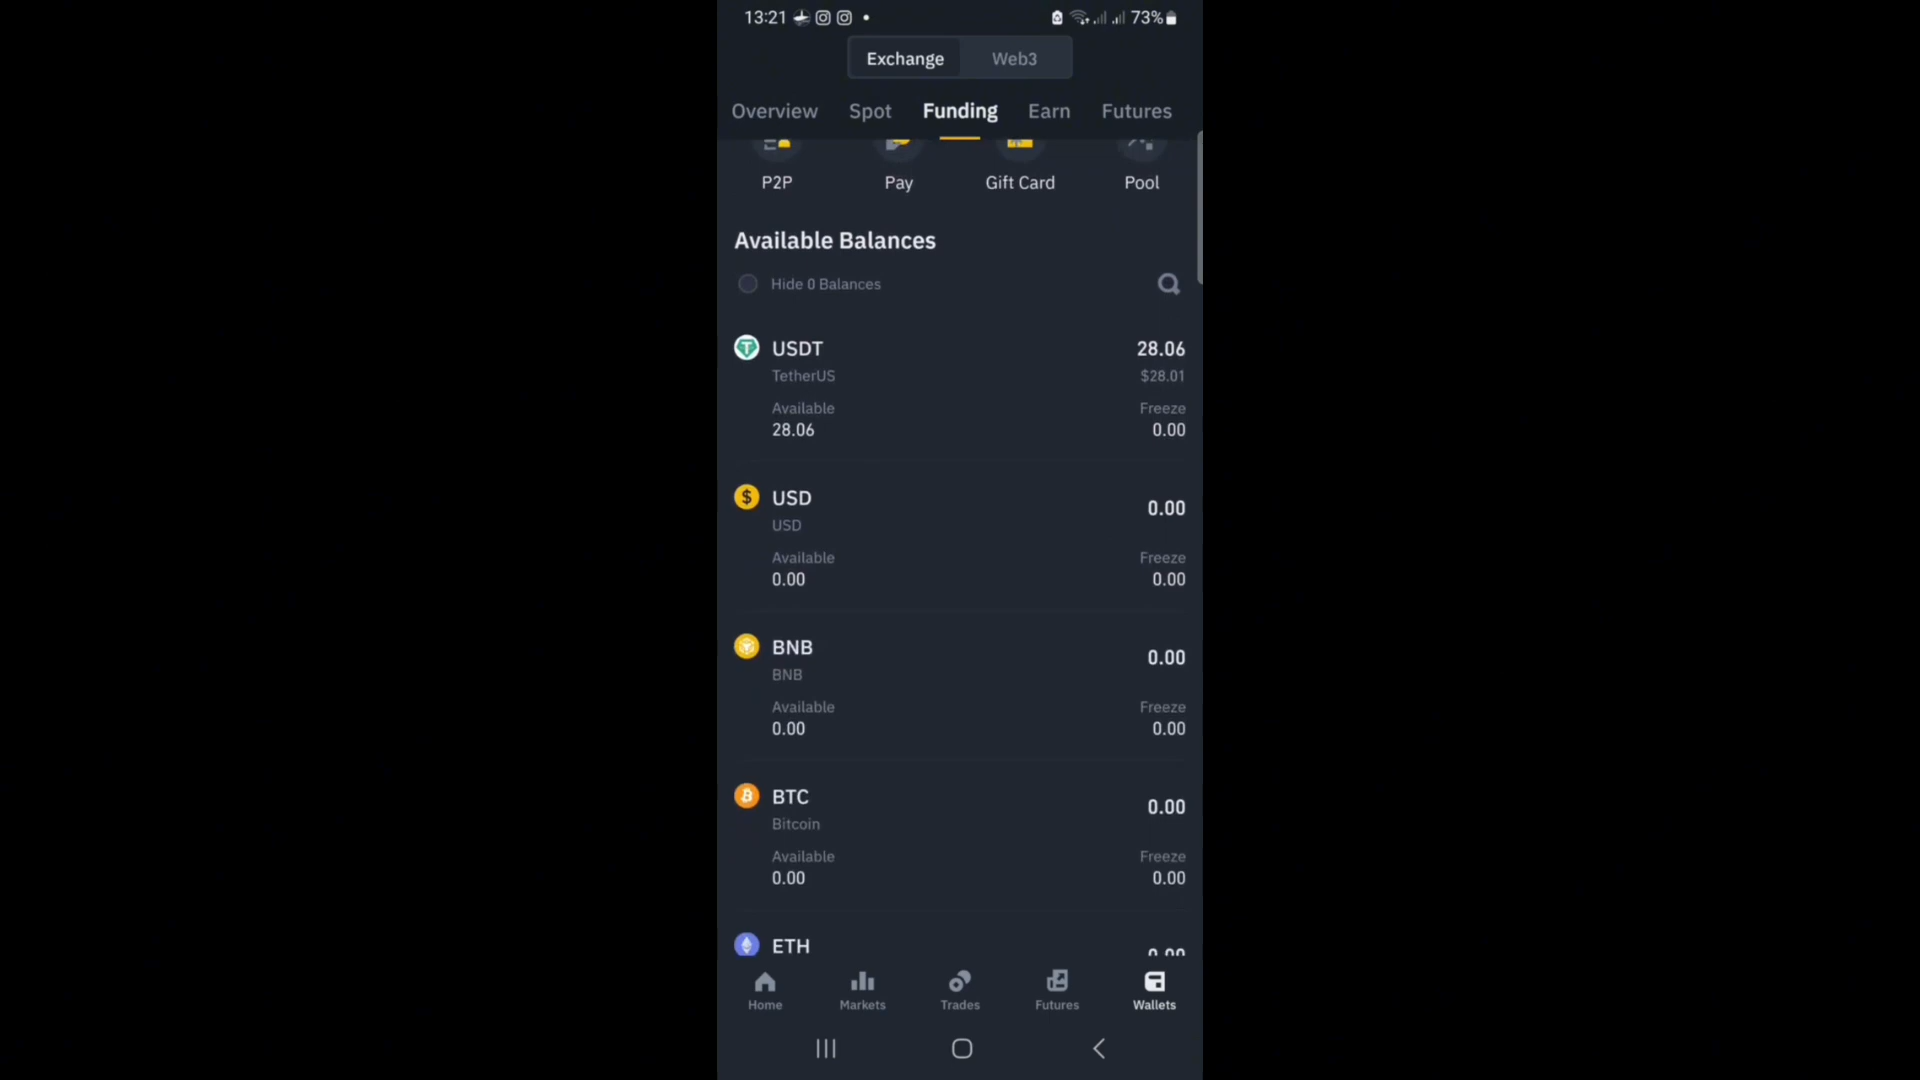 13:21 73%
Exchange Web3
Overview Spot Funding Earn Futures
P2P Pay Gift Card Pool
Available Balances
Hide 0 Balances
USDT 28.06
TetherUS $28.01
Available Freeze
28.06 0.00
USD 0.00
USD
Available Freeze
0.00 0.00
BNB 0.00
BNB
Available Freeze
0.00 0.00
BTC 0.00
Bitcoin
Available Freeze
0.00 0.00
ETH 0.00
Home Markets Trades Futures Wallets